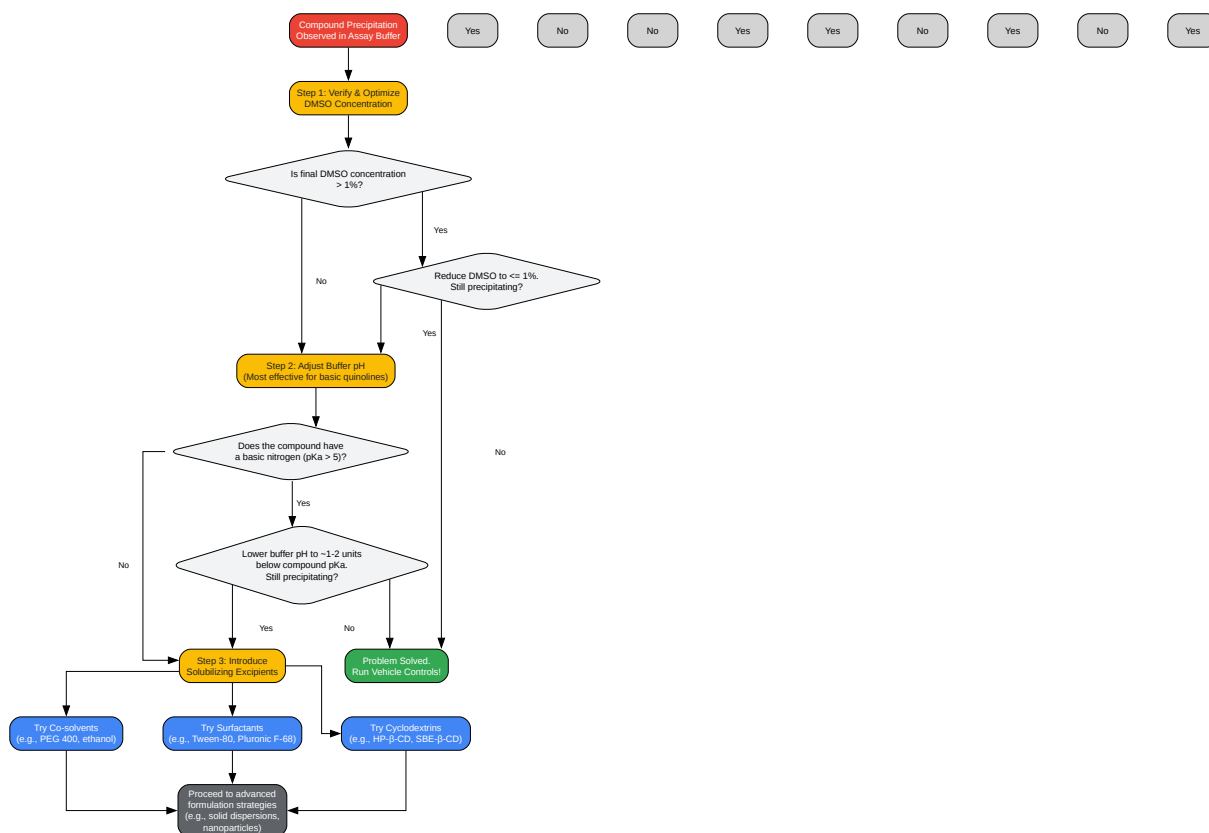 Compound Precipitation
Observed in Assay Buffer
Yes
No
No
Yes
Yes
No
Yes
No
Yes
Step 1: Verify & Optimize
DMSO Concentration
Is final DMSO concentration
> 1%?
Yes
Reduce DMSO to <= 1%.
Still precipitating?
No
Yes
Step 2: Adjust Buffer pH
(Most effective for basic quinolines)
Does the compound have
a basic nitrogen (pKa > 5)?
No
Yes
Lower buffer pH to ~1-2 units
below compound pKa.
Still precipitating?
No
Yes
No
Step 3: Introduce
Solubilizing Excipients
Problem Solved.
Run Vehicle Controls!
Try Co-solvents
(e.g., PEG 400, ethanol)
Try Surfactants
(e.g., Tween-80, Pluronic F-68)
Try Cyclodextrins
(e.g., HP-β-CD, SBE-β-CD)
Proceed to advanced
formulation strategies
(e.g., solid dispersions,
nanoparticles)